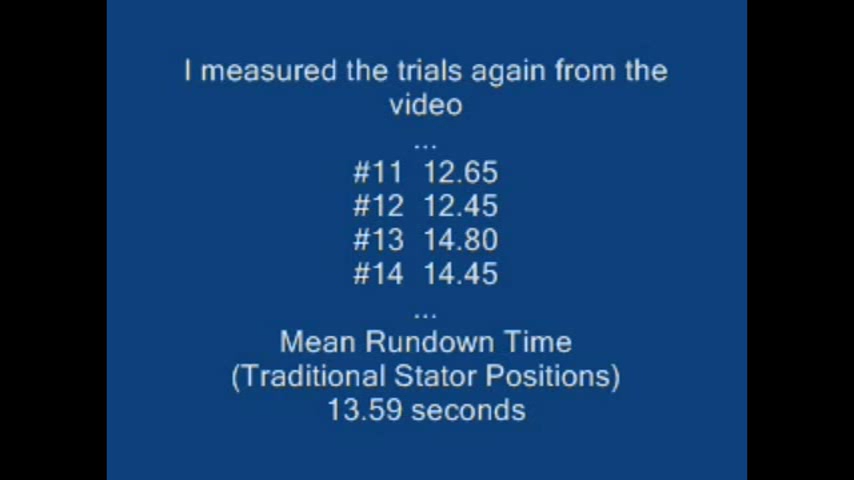 I measured the trials again from the
video
...
#11 12.65
#12 12.45
#13 14.80
#14 14.45
...
Mean Rundown Time
(Traditional Stator Positions)
13.59 seconds